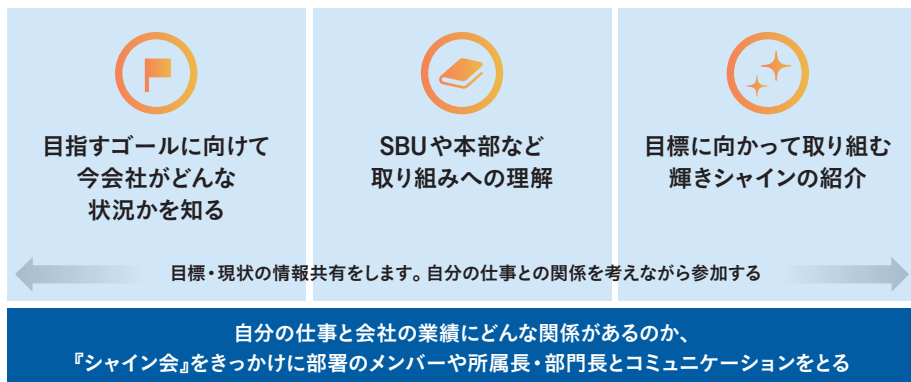 目指すゴールに向けて
今会社がどんな
状況かを知る
SBUや本部など
取り組みへの理解
目標に向かって取り組む
輝きシャインの紹介
目標・現状の情報共有をします。自分の仕事との関係を考えながら参加する
自分の仕事と会社の業績にどんな関係があるのか、
『シャイン会』をきっかけに部署のメンバーや所属長・部門長とコミュニケーションをとる